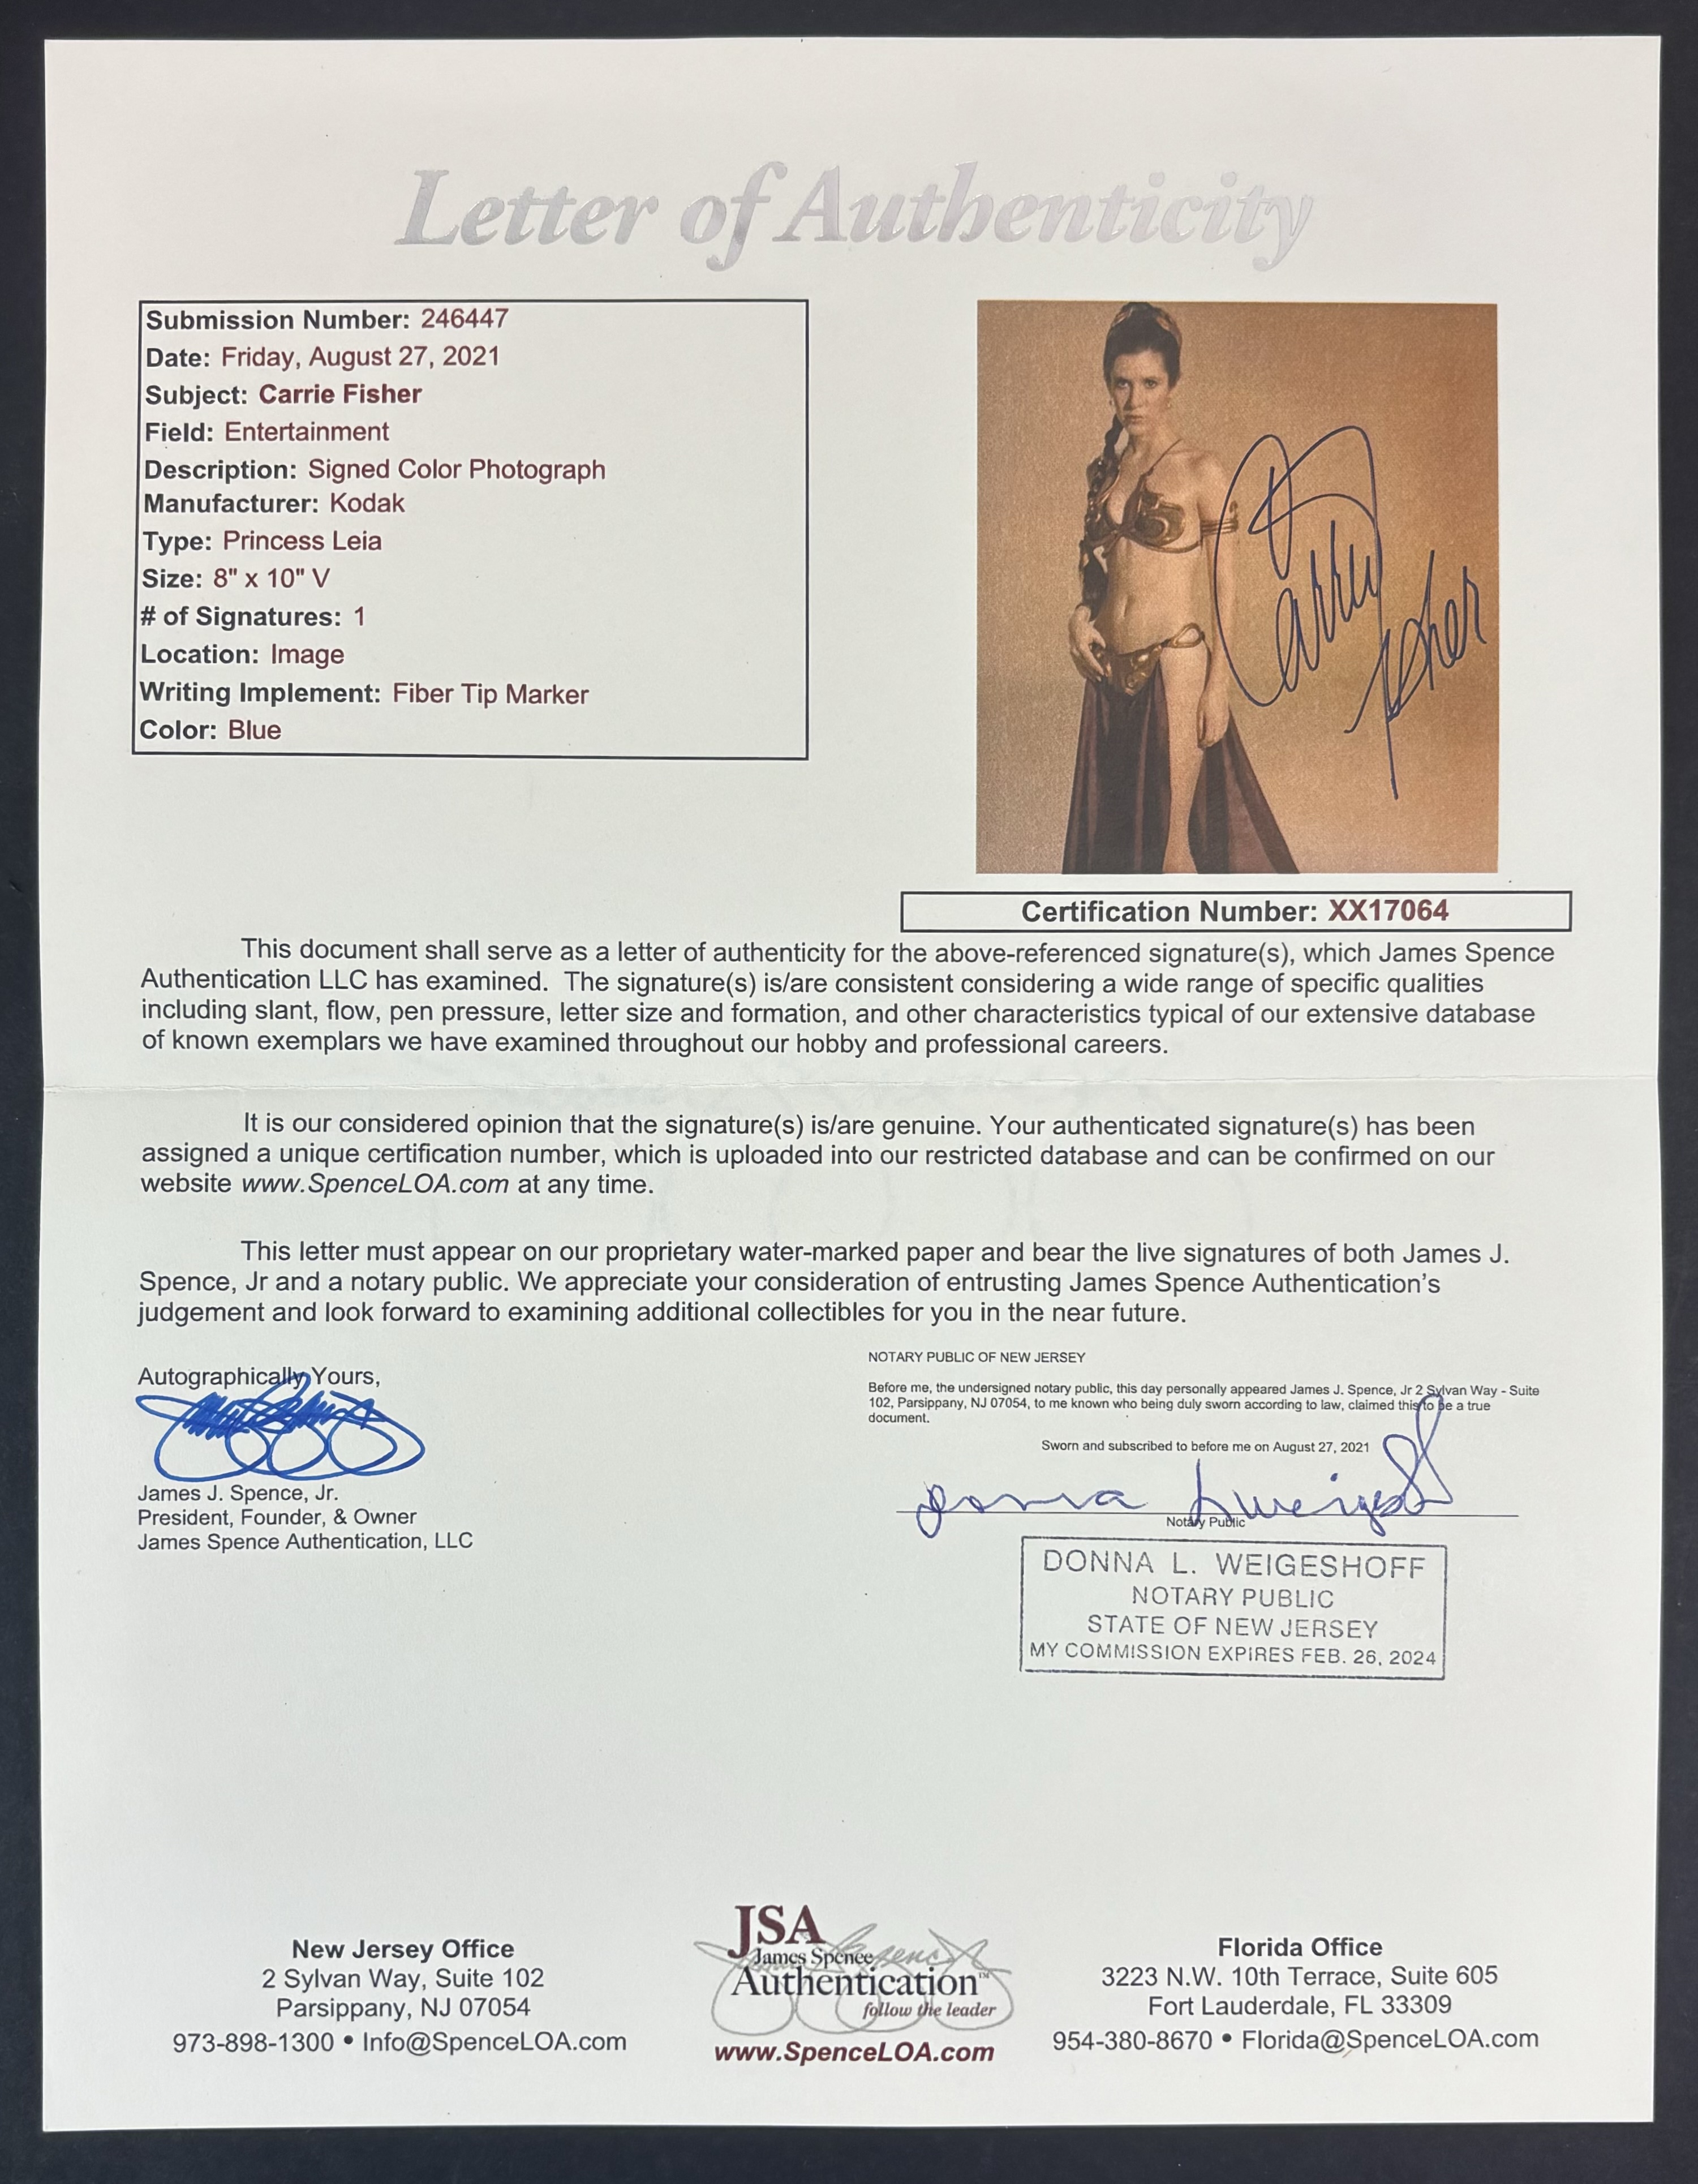 Letter of Authenticity
Submission Number: 246447
Date: Friday, August 27, 2021
Subject: Carrie Fisher
Field: Entertainment
Description: Signed Color Photograph
Manufacturer: Kodak
Type: Princess Leia
Size: 8" x 10" V
# of Signatures: 1
Location: Image
Writing Implement: Fiber Tip Marker
Color: Blue
Carrie
Fisher
Certification Number: XX17064
This document shall serve as a letter of authenticity for the above-referenced signature(s), which James Spence
Authentication LLC has examined. The signature(s) is/are consistent considering a wide range of specific qualities
including slant, flow, pen pressure, letter size and formation, and other characteristics typical of our extensive database
of known exemplars we have examined throughout our hobby and professional careers.
It is our considered opinion that the signature(s) is/are genuine. Your authenticated signature(s) has been
assigned a unique certification number, which is uploaded into our restricted database and can be confirmed on our
website www.SpenceLOA.com at any time.
This letter must appear on our proprietary water-marked paper and bear the live signatures of both James J.
Spence, Jr and a notary public. We appreciate your consideration of entrusting James Spence Authentication's
judgement and look forward to examining additional collectibles for you in the near future.
Autographically Yours,
James J. Spence, Jr.
President, Founder, & Owner
James Spence Authentication, LLC
NOTARY PUBLIC OF NEW JERSEY
Before me, the undersigned notary public, this day personally appeared James J. Spence, Jr 2 Sylvan Way - Suite
102, Parsippany, NJ 07054, to me known who being duly sworn according to law, claimed this to be a true
document.
Sworn and subscribed to before me on August 27, 2021
Notary Public
DONNA L. WEIGESHOFF
NOTARY PUBLIC
STATE OF NEW JERSEY
MY COMMISSION EXPIRES FEB. 26, 2024
New Jersey Office
2 Sylvan Way, Suite 102
Parsippany, NJ 07054
973-898-1300 • Info@SpenceLOA.com
JSA
James Spence
Authentication™
follow the leader
www.SpenceLOA.com
Florida Office
3223 N.W. 10th Terrace, Suite 605
Fort Lauderdale, FL 33309
954-380-8670 • Florida@SpenceLOA.com